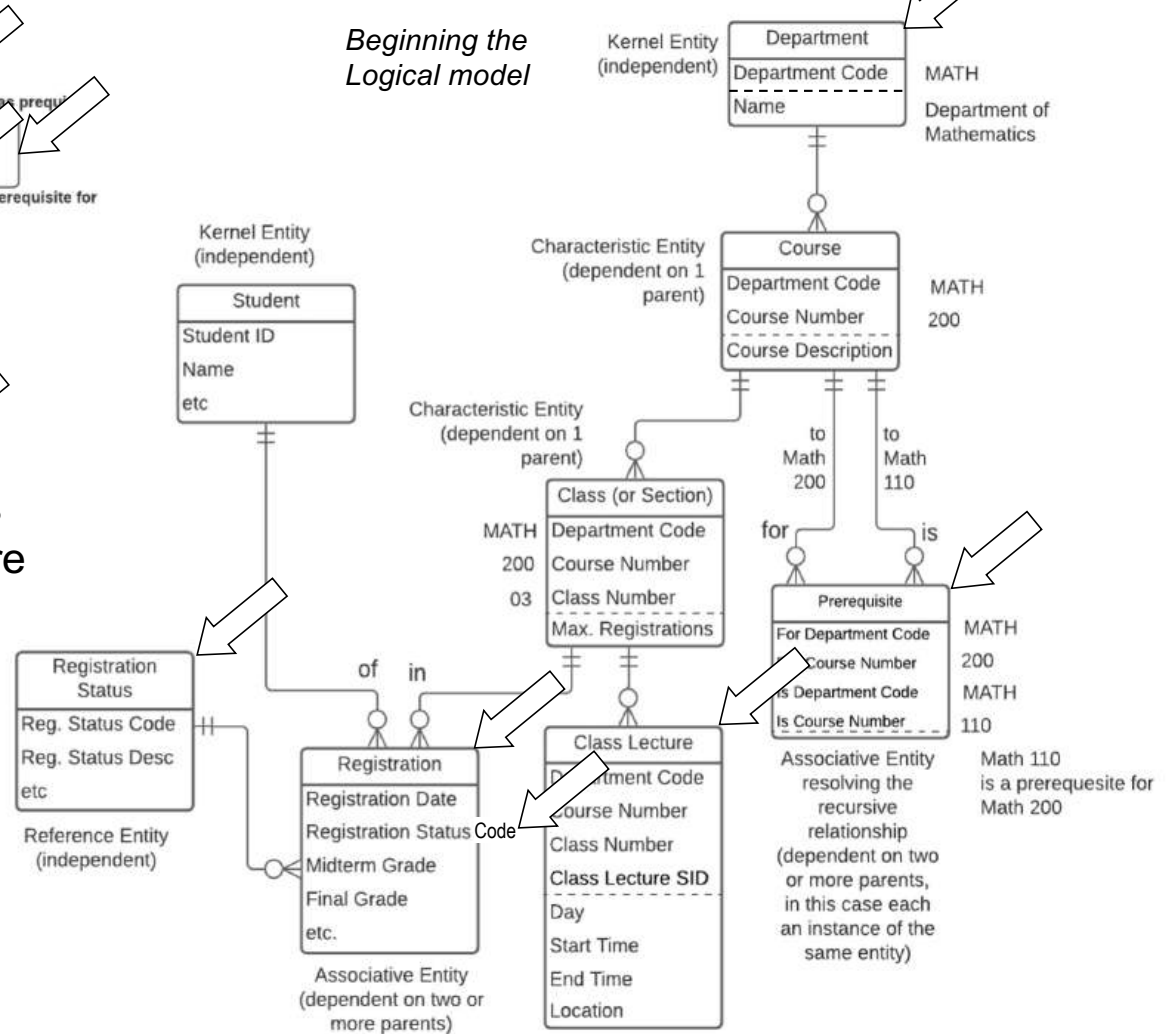 Beginning the
Logical model
as prequi
erequisite for
re
Kernel Entity
(independent)
Department
Department Code
Name
MATH
Department of
Mathematics
Characteristic Entity
(dependent on 1
parent)
Course
Department Code
Course Number
Course Description
MATH
200
Kernel Entity
(independent)
Student
Student ID
Name
etc
Characteristic Entity
(dependent on 1
parent)
Class (or Section)
MATH Department Code
200 Course Number
03 Class Number
Max. Registrations
to
Math
200
to
Math
110
for
is
Prerequisite
For Department Code
Course Number
Is Department Code
Is Course Number
MATH
200
MATH
110
Associative Entity
resolving the
recursive
relationship
(dependent on two
or more parents,
in this case each
an instance of the
same entity)
Math 110
is a prerequesite for
Math 200
Registration
Status
Reg. Status Code
Reg. Status Desc
etc
Reference Entity
(independent)
of
in
Registration
Registration Date
Registration Status Code
Midterm Grade
Final Grade
etc.
Associative Entity
(dependent on two or
more parents)
Class Lecture
Department Code
Course Number
Class Number
Class Lecture SID
Day
Start Time
End Time
Location